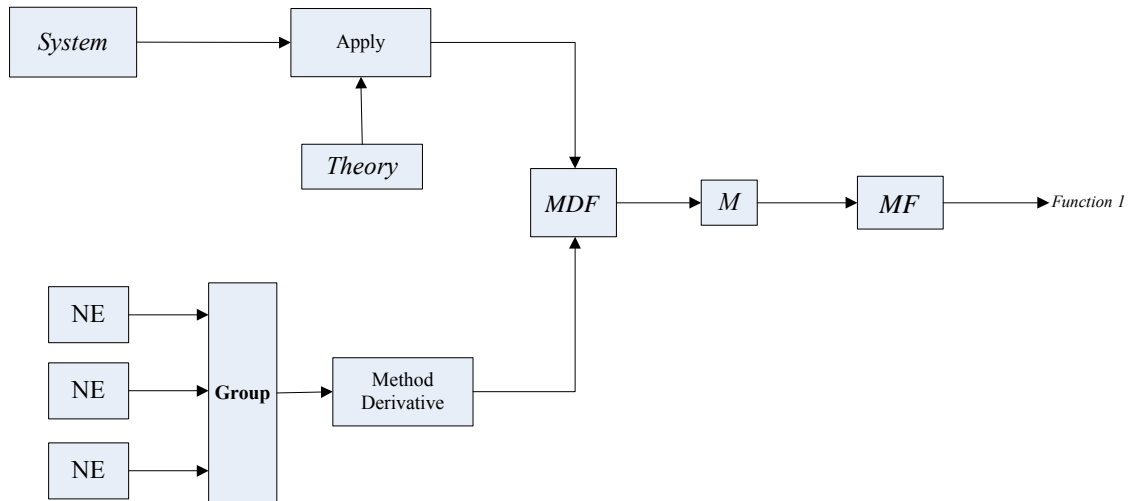 System
Apply
Theory
MDF
M
MF
Function 1
NE
NE
NE
Group
Method
Derivative